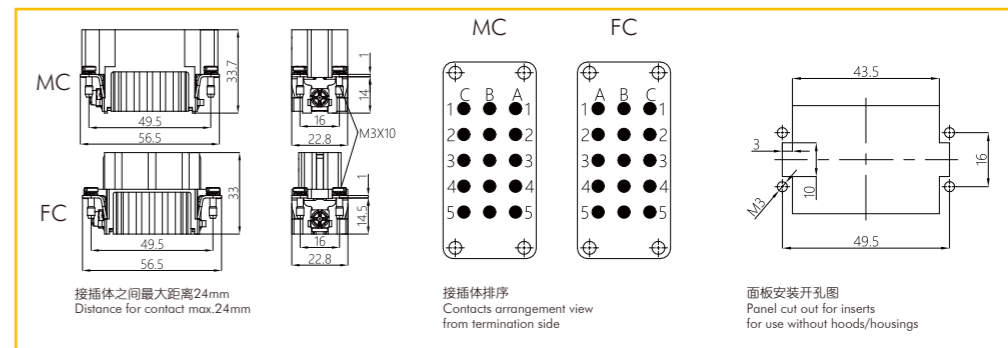 MC
33.7
1
14
49.5
56.5
16
22.8
M3X10
FC
33
1
14.5
49.5
56.5
16
22.8
接插体之间最大距离24mm
Distance for contact max.24mm
MC FC
C B A A B C
1 1 1 1
2 2 2 2
3 3 3 3
4 4 4 4
5 5 5 5
接插体排序
Contacts arrangement view
from termination side
43.5
3
16
10
M3
49.5
面板安装开孔图
Panel cut out for inserts
for use without hoods/housings